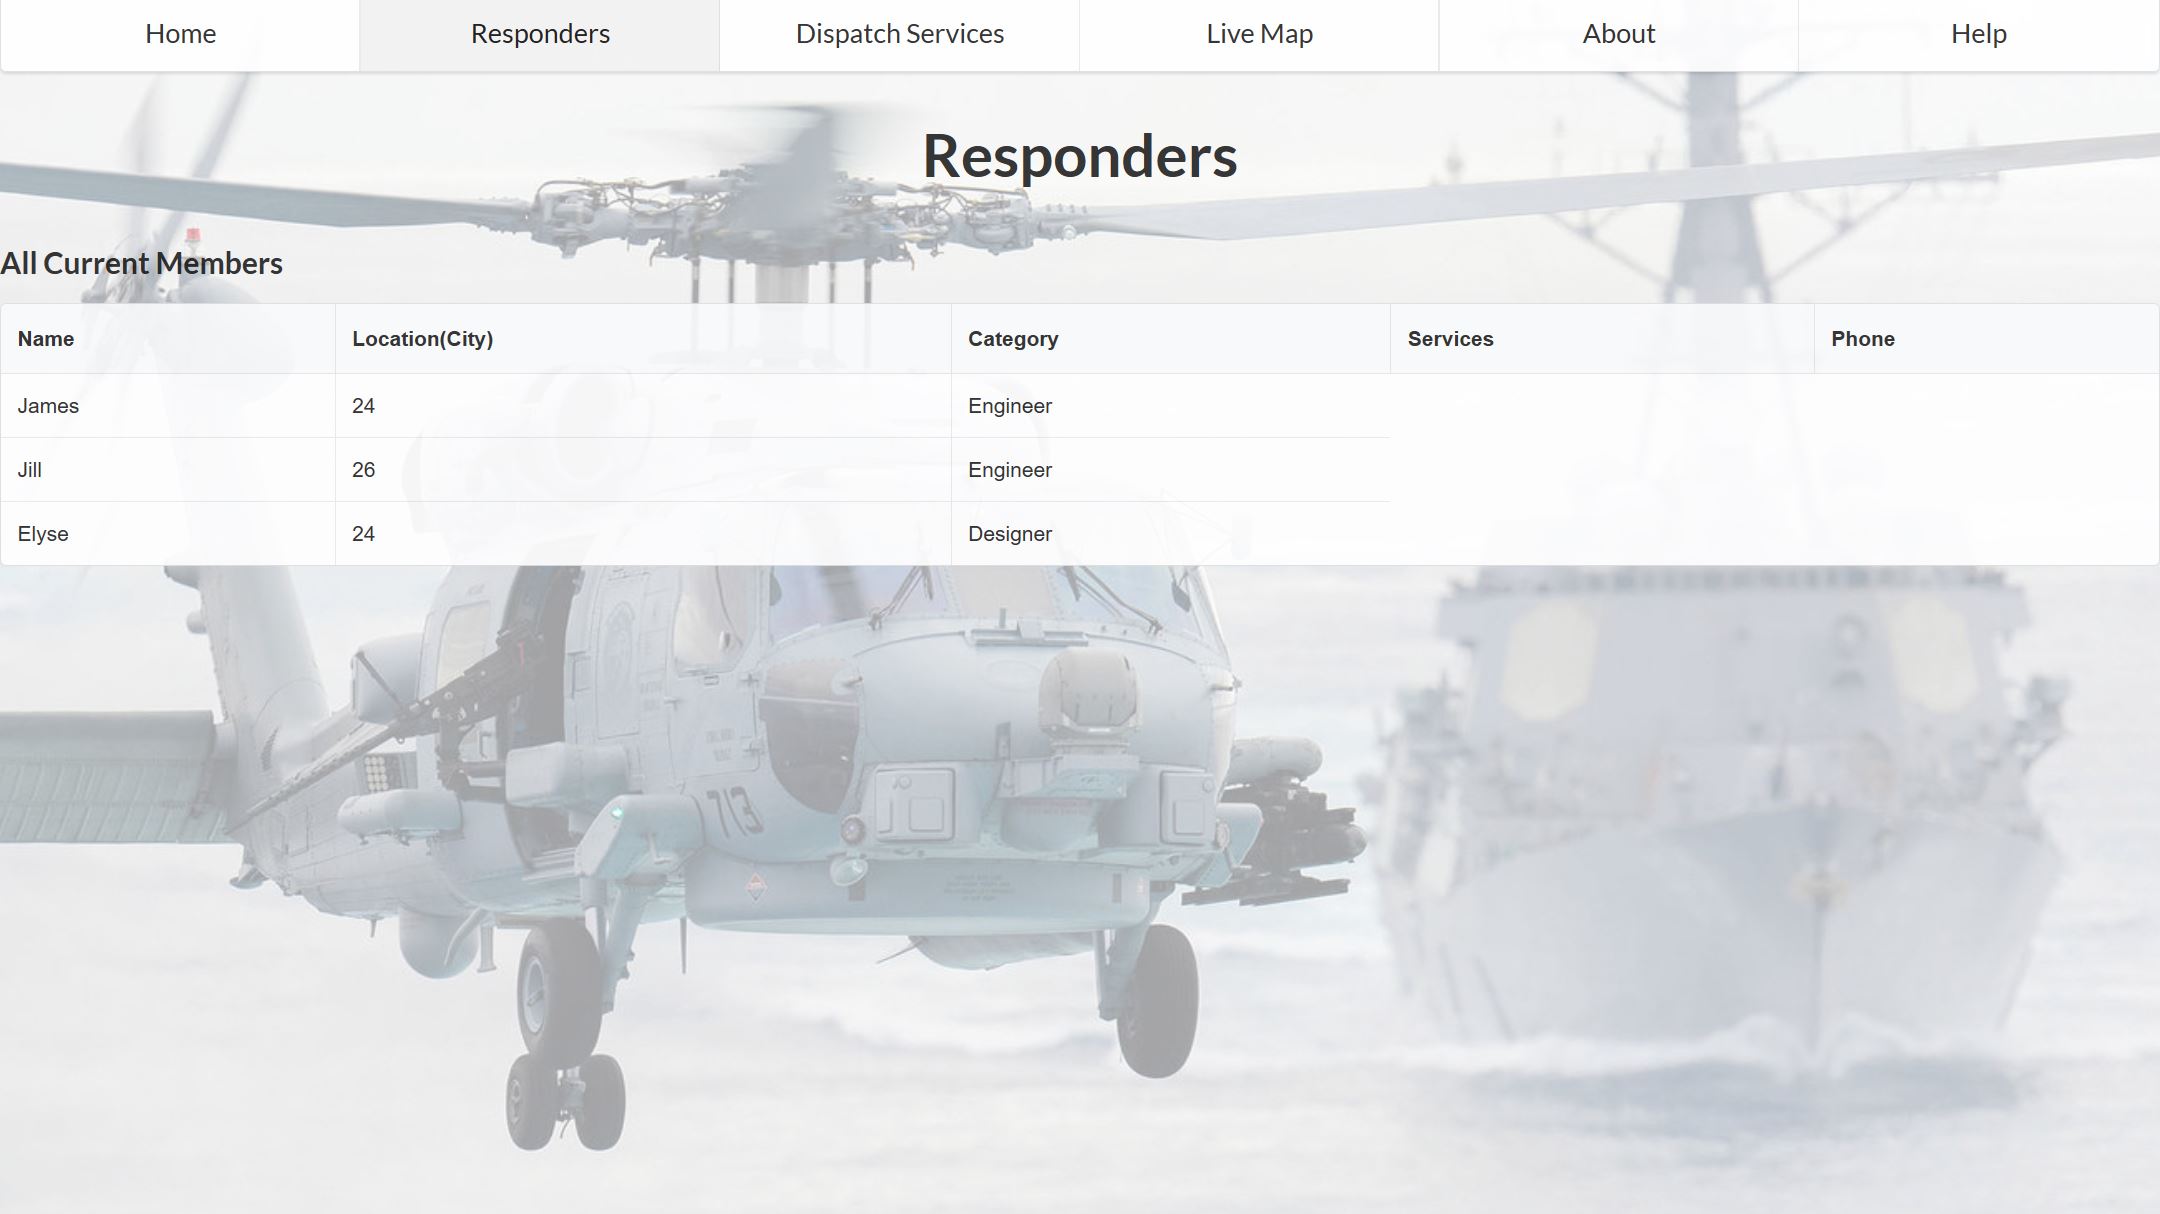 Home Responders Dispatch Services Live Map About Help
Responders
All Current Members
Name Location(City) Category Services Phone
James 24 Engineer
Jill 26 Engineer
Elyse 24 Designer
713